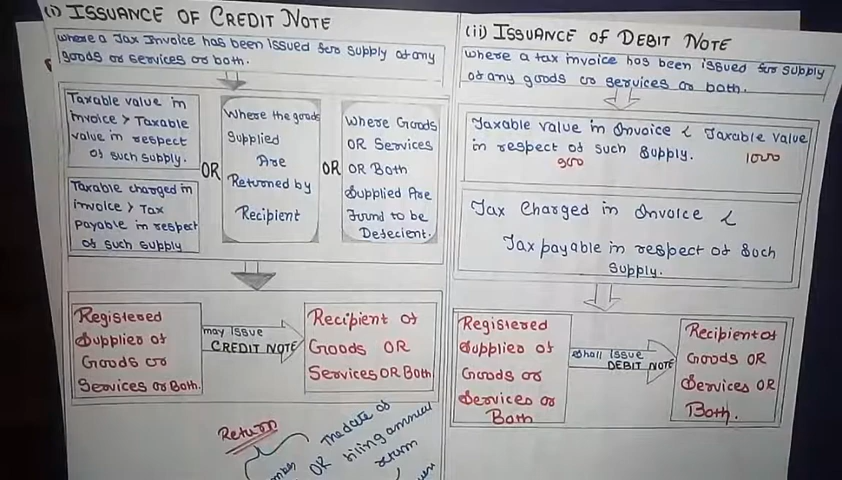 (i) ISSUANCE OF CREDIT NOTE
where a Tax Invoice has been issued for supply of any
goods or services or both.
Taxable value in
invoice > Taxable
value in respect
of such supply.
Taxable charged in
invoice > Tax
Payable in respect
of such supply
OR
Where the goods
Supplied
Are
Returned by
Recipient
OR
Where Goods
OR Services
OR Both
Supplied Are
Found to be
Defecient.
Registered
Supplier of
Goods or
Services or Both.
may issue
CREDIT NOTE
Recipient of
Goods OR
Services OR Both
Return
OR The date of
filing annual
return
(ii) ISSUANCE OF DEBIT NOTE
where a tax invoice has been issued for supply
of any goods or services or both.
Taxable value in Invoice < Taxable value
in respect of such supply.
900
1000
Tax Charged in Invoice <
Tax payable in respect of Such
Supply.
Registered
Supplier of
Goods or
Services or
Both
Shall Issue
DEBIT NOTE
Recipient of
Goods OR
Services OR
Both.